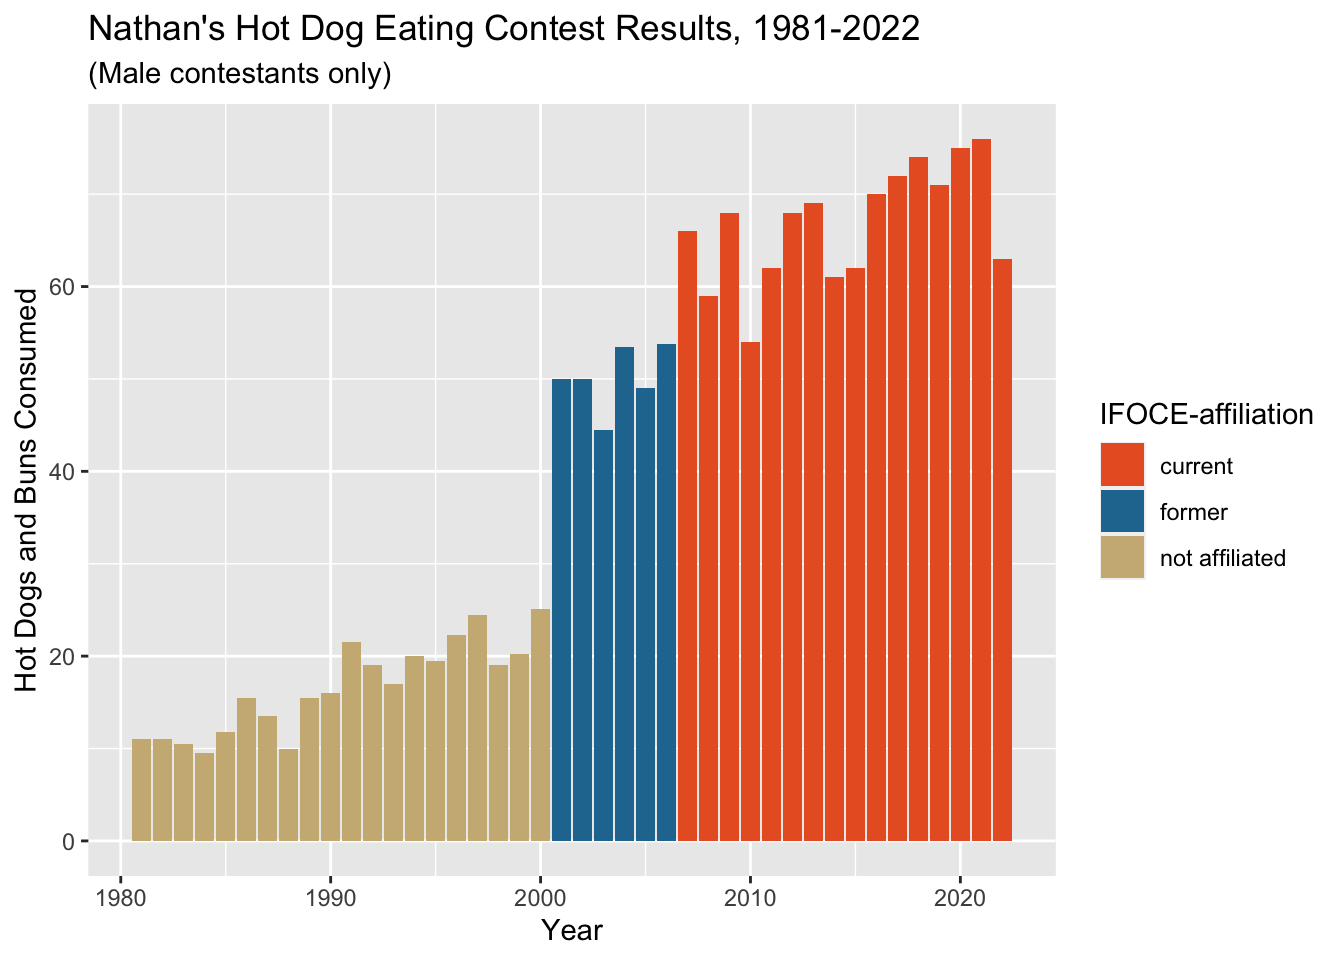 Nathan's Hot Dog Eating Contest Results, 1981-2022
(Male contestants only)
Hot Dogs and Buns Consumed
60
40
20
0
1980
1990
2000
2010
2020
Year
IFOCE-affiliation
current
former
not affiliated